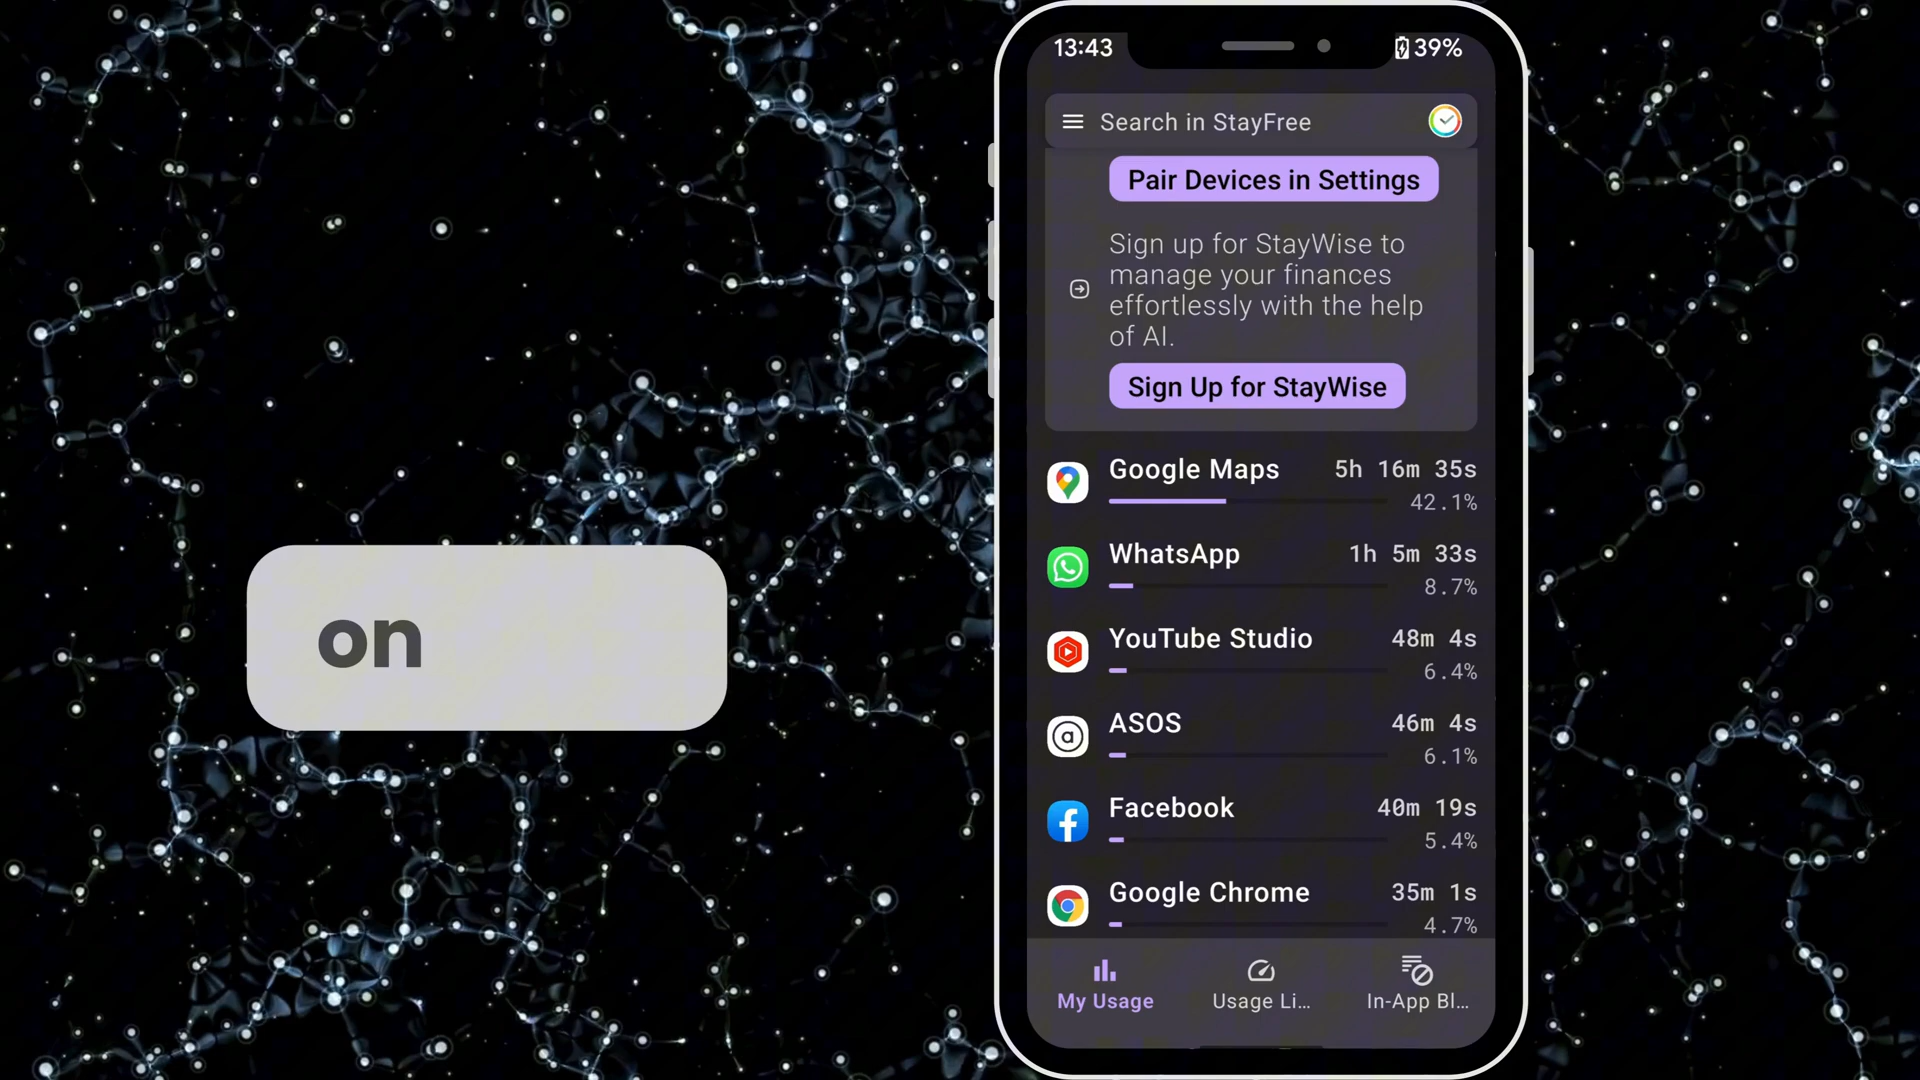 on
13:43
39%
Search in StayFree
Pair Devices in Settings
Sign up for StayWise to
manage your finances
effortlessly with the help
of AI.
Sign Up for StayWise
Google Maps 5h 16m 35s
42.1%
WhatsApp 1h 5m 33s
8.7%
YouTube Studio 48m 4s
6.4%
ASOS 46m 4s
6.1%
Facebook 40m 19s
5.4%
Google Chrome 35m 1s
4.7%
My Usage
Usage Li...
In-App Bl...